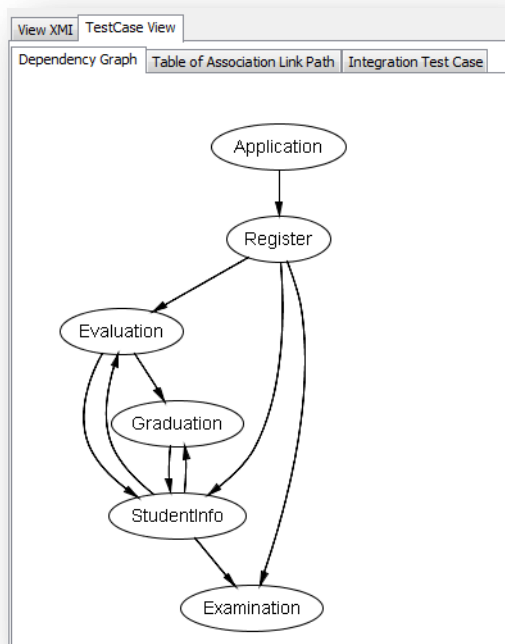 View XMI TestCase View
Dependency Graph Table of Association Link Path Integration Test Case
Application
Register
Evaluation
Graduation
StudentInfo
Examination